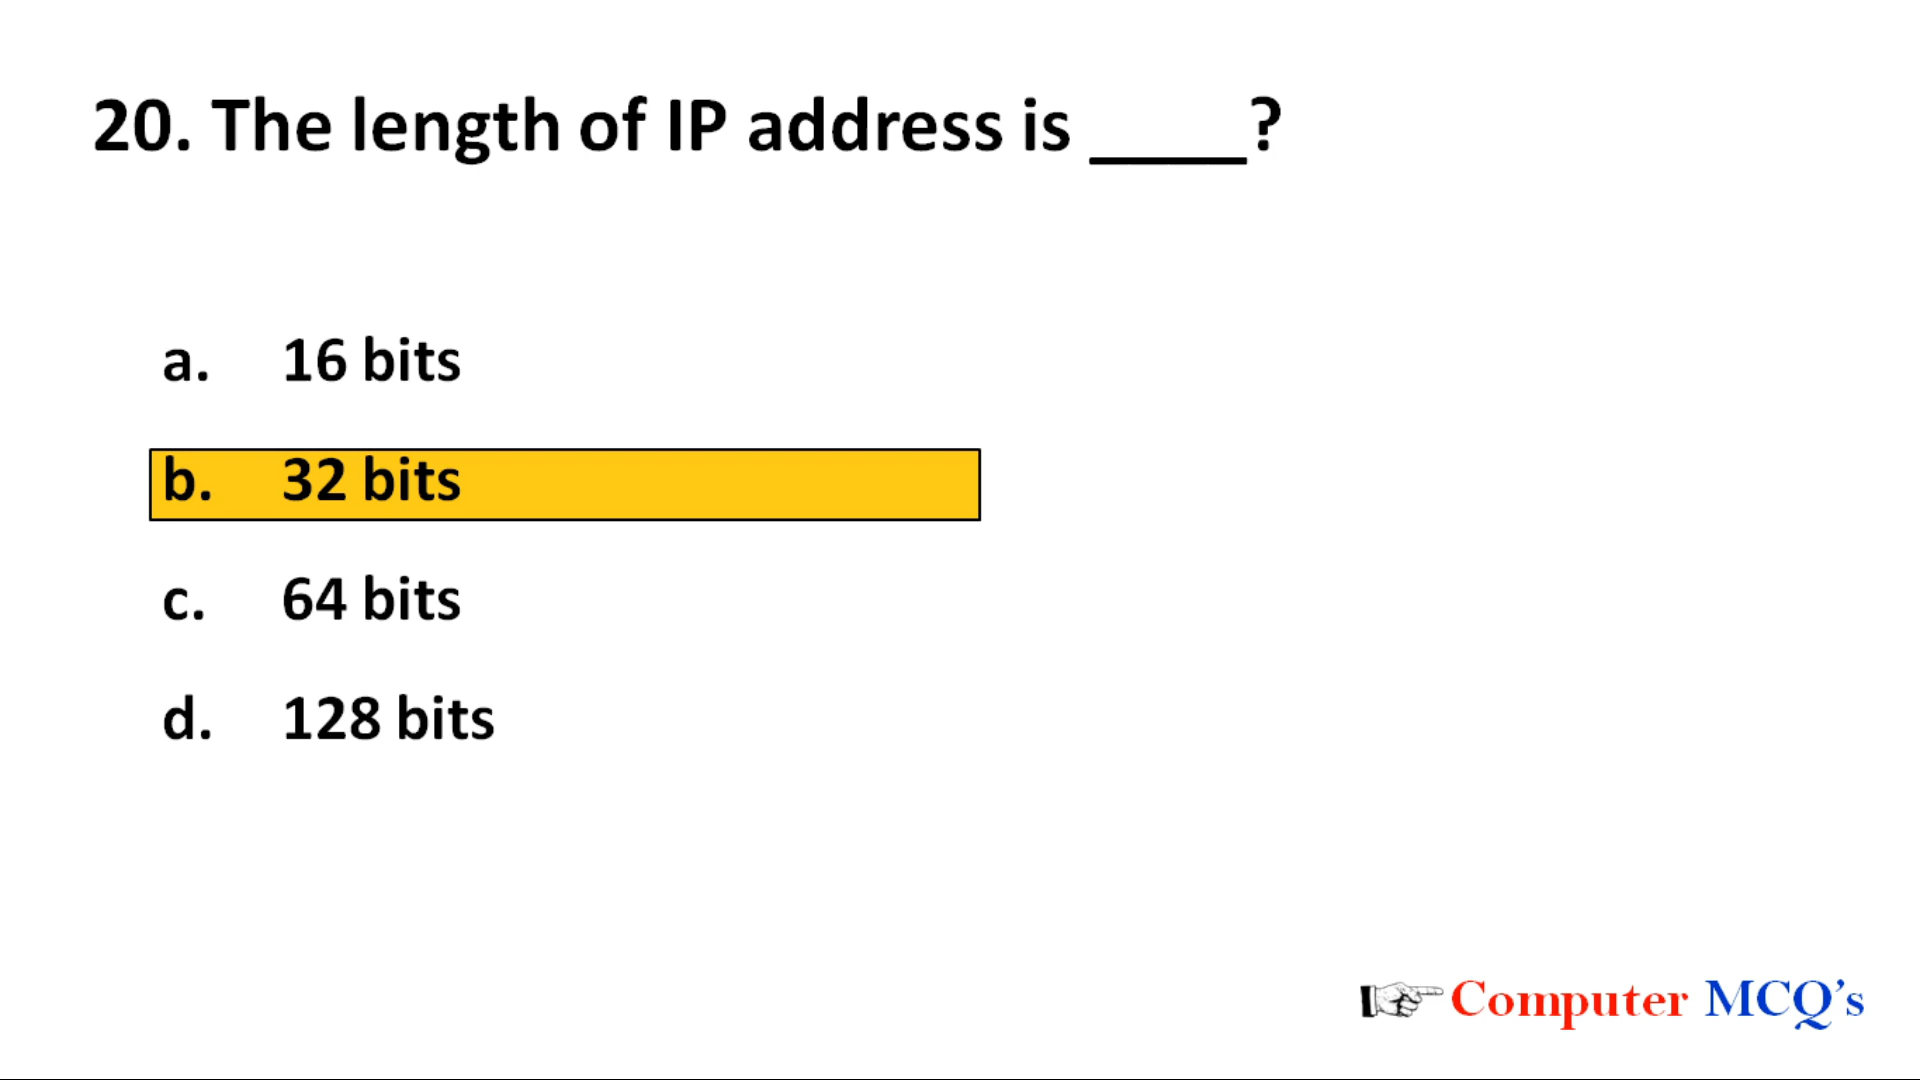 20. The length of IP address is ____?
a. 16 bits
b. 32 bits
c. 64 bits
d. 128 bits
Computer MCQ’s